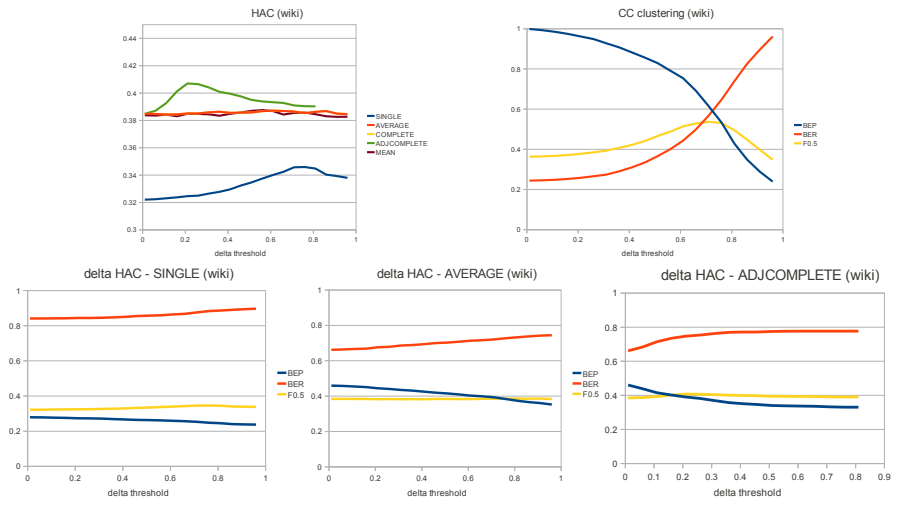 HAC (wiki)
0.44
0.42
0.4
0.38
0.36
0.34
0.32
0.3
0 0.2 0.4 0.6 0.8 1
delta threshold
SINGLE
AVERAGE
COMPLETE
ADJCOMPLETE
MEAN
CC clustering (wiki)
1
0.8
0.6
0.4
0.2
0
0 0.2 0.4 0.6 0.8 1
delta threshold
BEP
BER
F0.5
delta HAC - SINGLE (wiki)
1
0.8
0.6
0.4
0.2
0
0 0.2 0.4 0.6 0.8 1
delta threshold
BEP
BER
F0.5
delta HAC - AVERAGE (wiki)
1
0.8
0.6
0.4
0.2
0
0 0.2 0.4 0.6 0.8 1
delta threshold
BEP
BER
F0.5
delta HAC - ADJCOMPLETE (wiki)
1
0.8
0.6
0.4
0.2
0
0 0.1 0.2 0.3 0.4 0.5 0.6 0.7 0.8 0.9
delta threshold